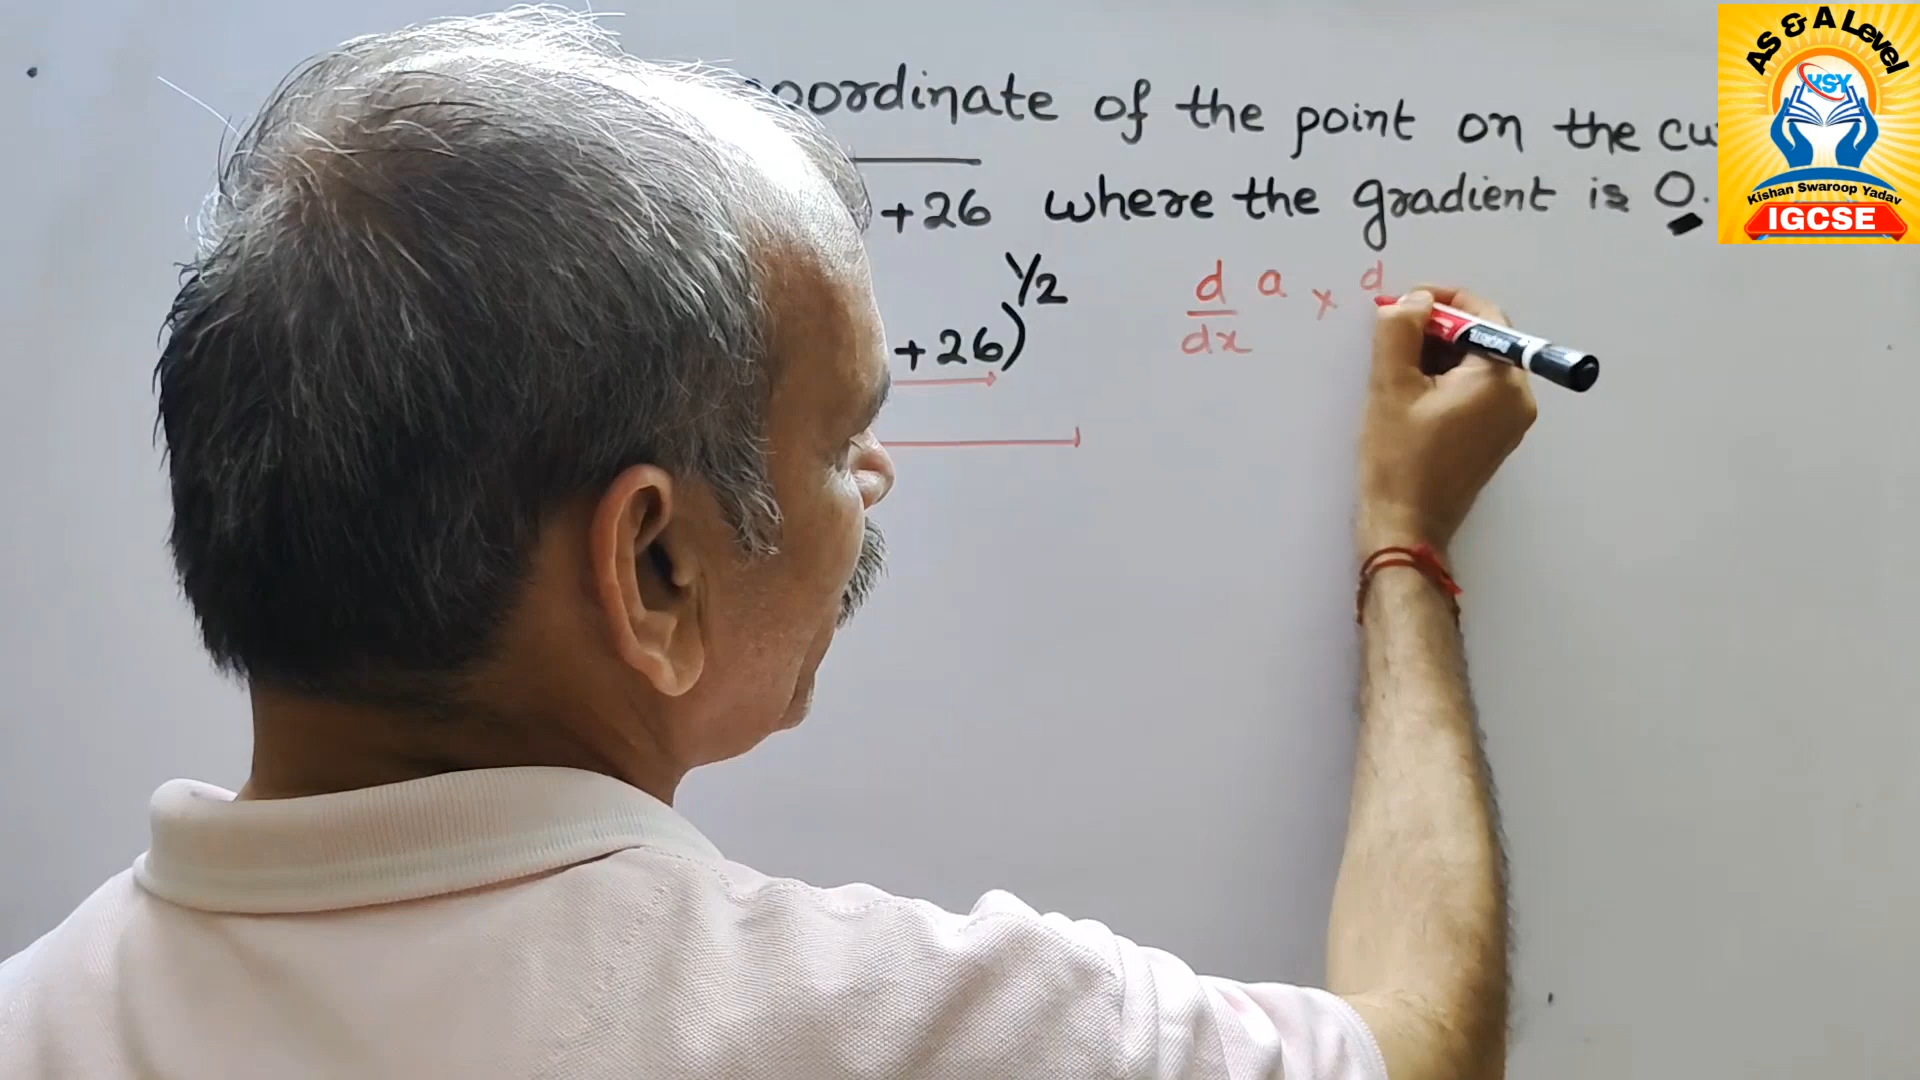 oordinate of the point on the cu
+26 where the gradient is 0.
+26)^1/2
d/dx a x d
AS & A Level
KSY
Kishan Swaroop Yadav
IGCSE